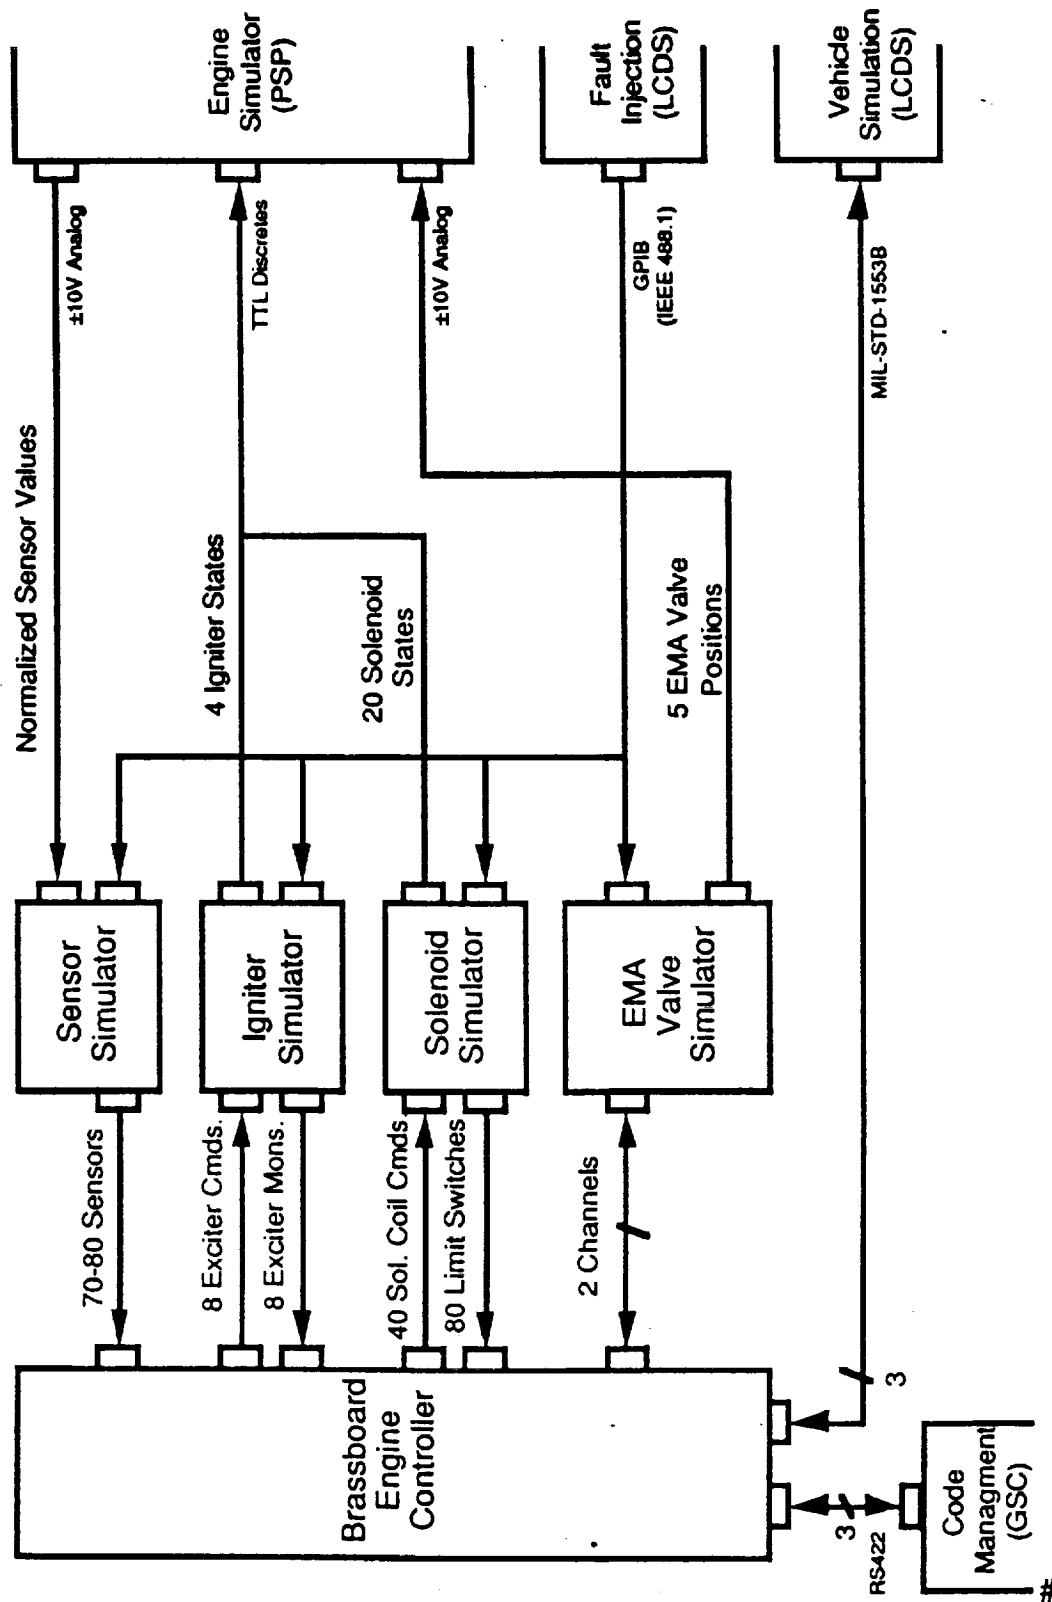 Normalized Sensor Values
±10V Analog
Engine
Simulator
(PSP)
4 Igniter States
TTL Discretes
20 Solenoid
States
±10V Analog
5 EMA Valve
Positions
GPIB
(IEEE 488.1)
Fault
Injection
(LCDS)
MIL-STD-1553B
Vehicle
Simulation
(LCDS)
Sensor
Simulator
Igniter
Simulator
Solenoid
Simulator
EMA
Valve
Simulator
70-80 Sensors
8 Exciter Cmds.
8 Exciter Mons.
40 Sol. Coil Cmds
80 Limit Switches
2 Channels
Brassboard
Engine
Controller
3
3
RS422
Code
Managment
(GSC)
#